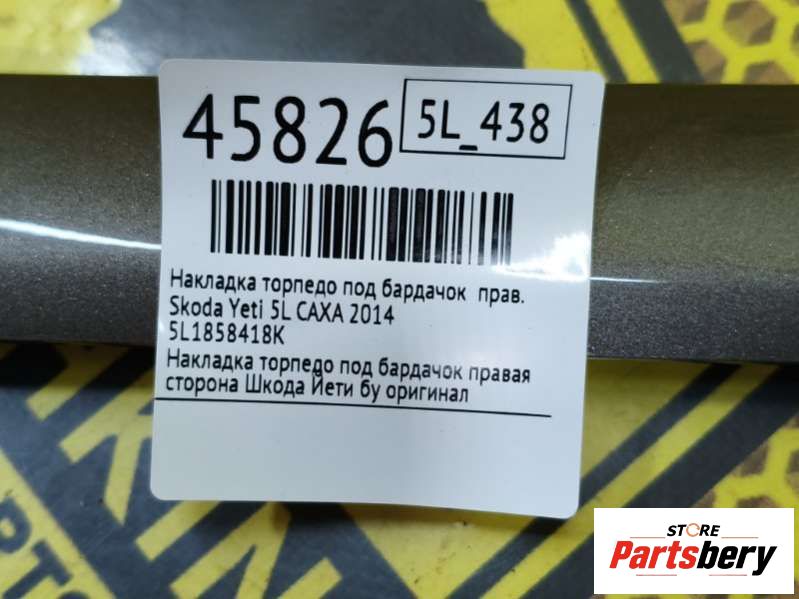 45826
5L_438
Накладка торпедо под бардачок прав.
Skoda Yeti 5L CAXA 2014
5L1858418K
Накладка торпедо под бардачок правая
сторона Шкода Йети бу оригинал
STORE
Partsbery